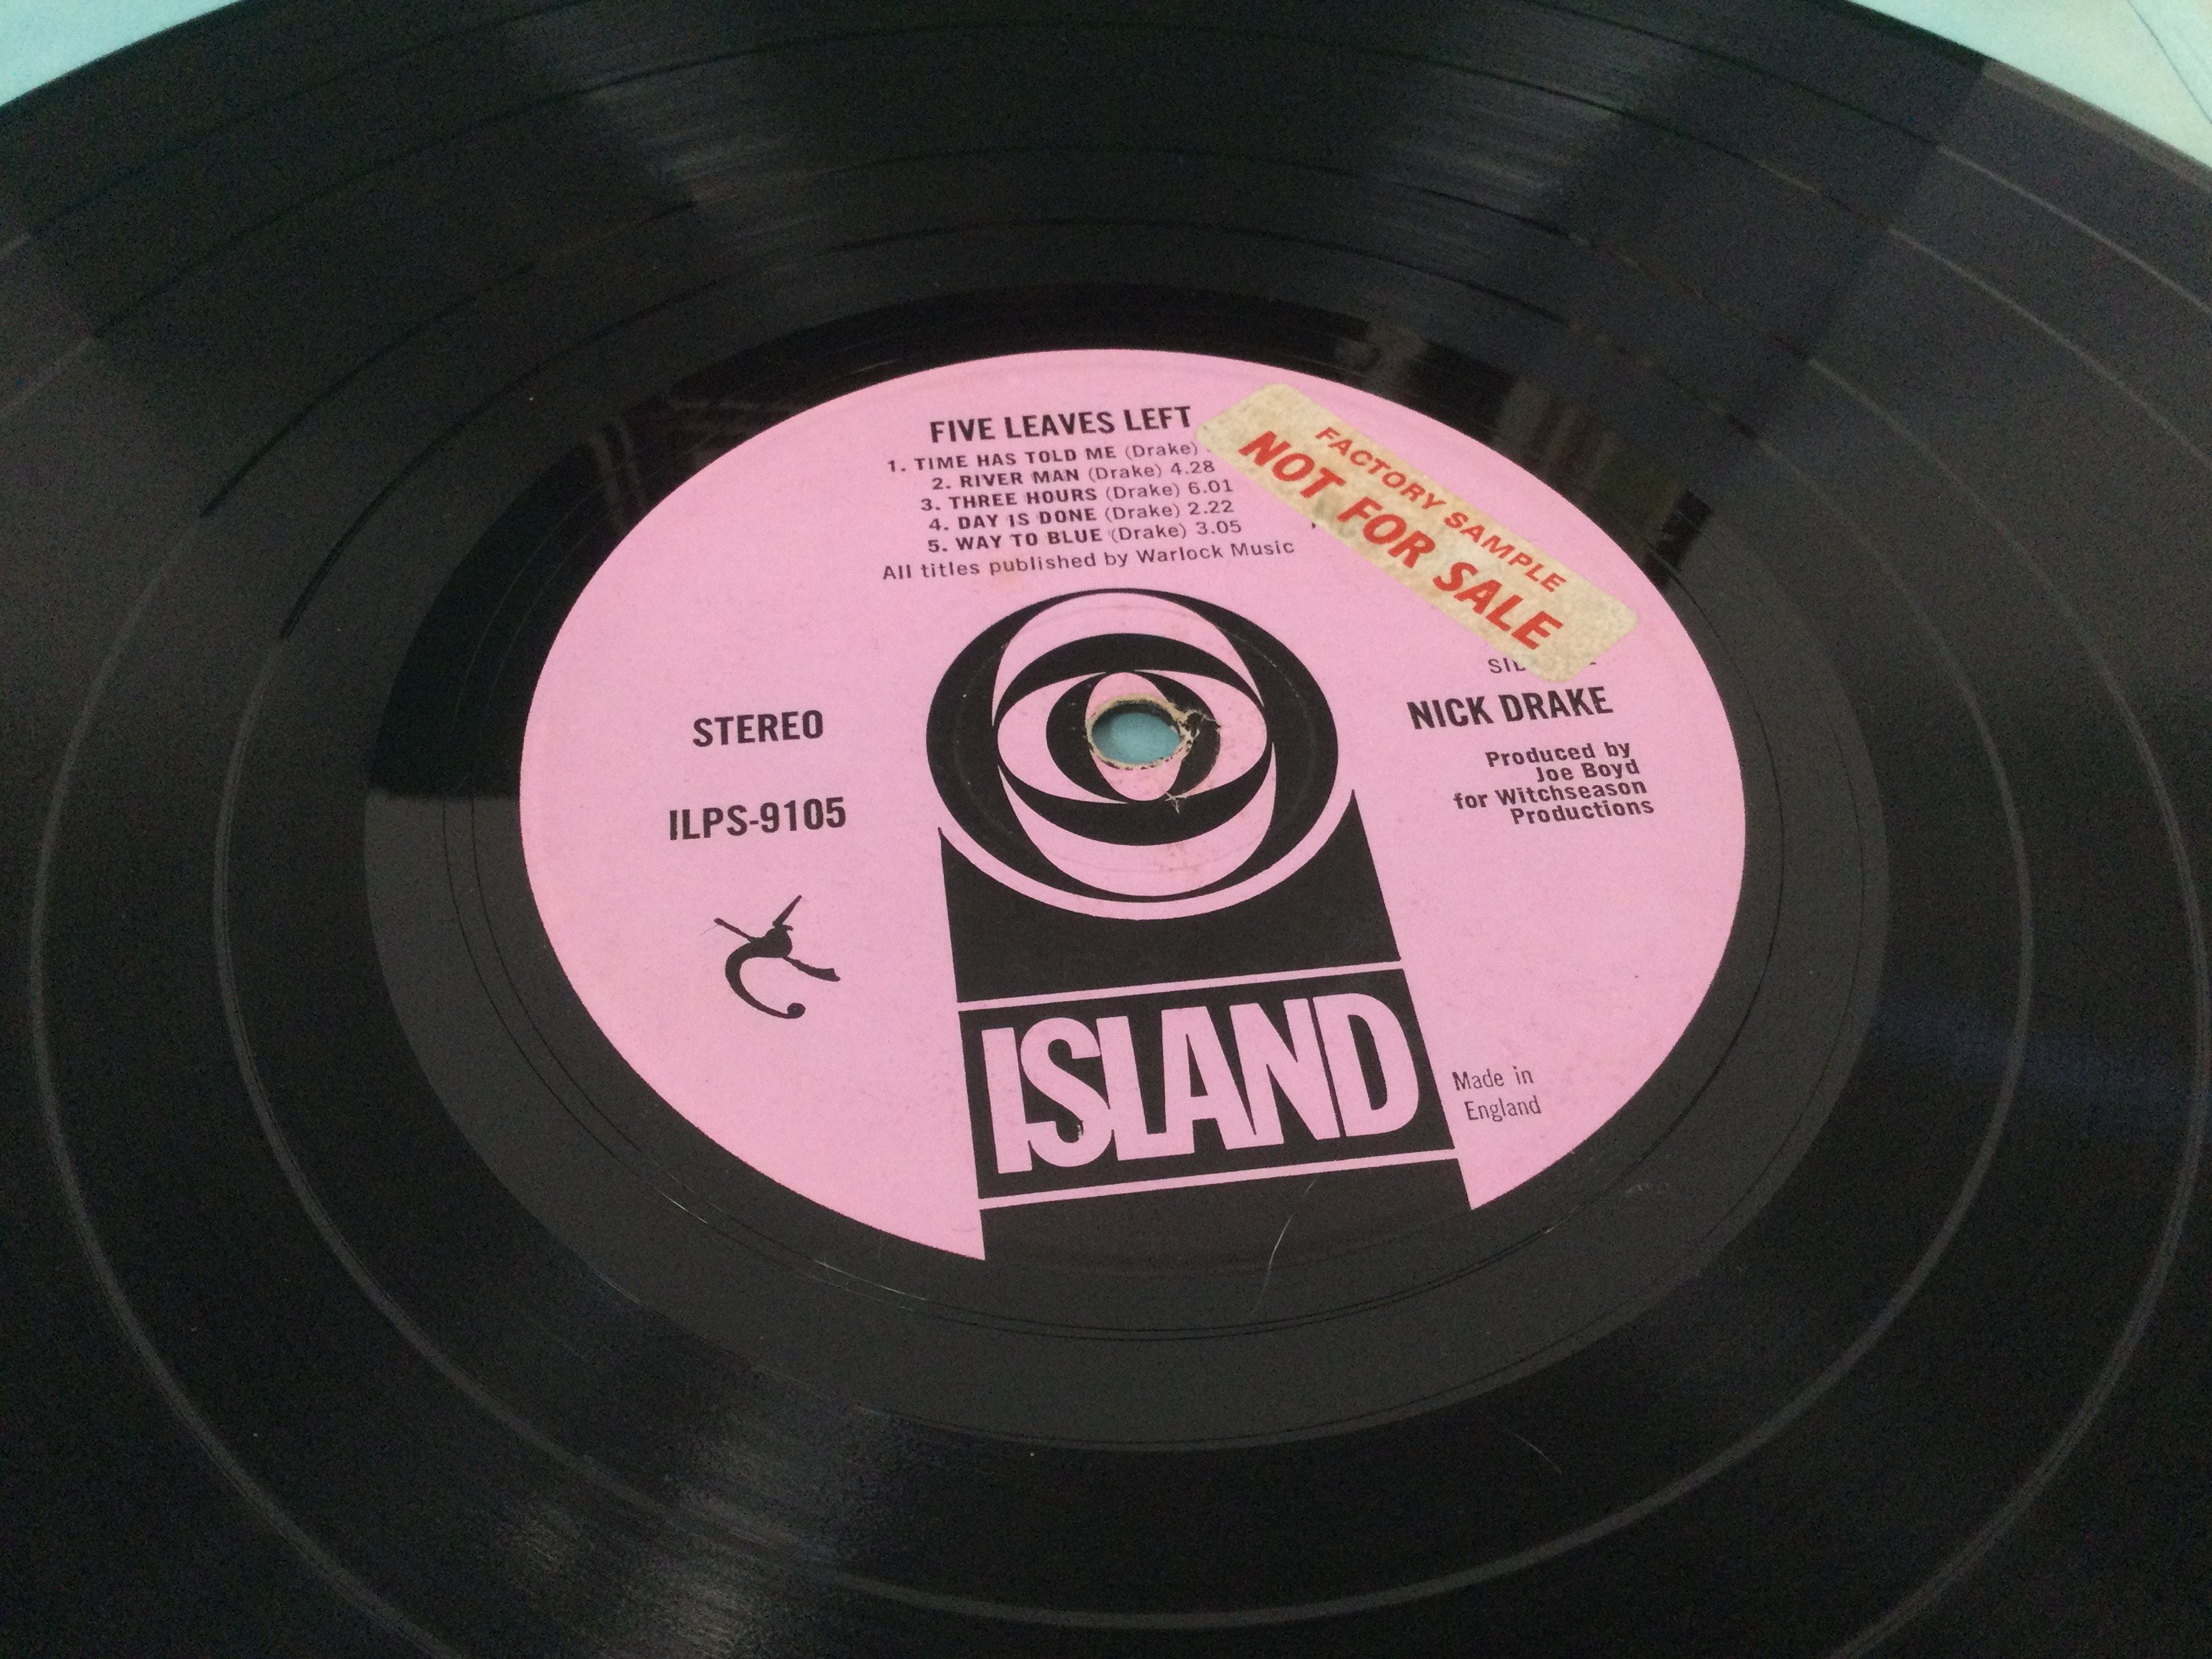 FIVE LEAVES LEFT
1. TIME HAS TOLD ME (Drake)
2. RIVER MAN (Drake) 4.28
3. THREE HOURS (Drake) 6.01
4. DAY IS DONE (Drake) 2.22
5. WAY TO BLUE (Drake) 3.05
All titles published by Warlock Music
FACTORY SAMPLE
NOT FOR SALE
STEREO
ILPS-9105
NICK DRAKE
Produced by
Joe Boyd
for Witchseason
Productions
ISLAND
Made in
England